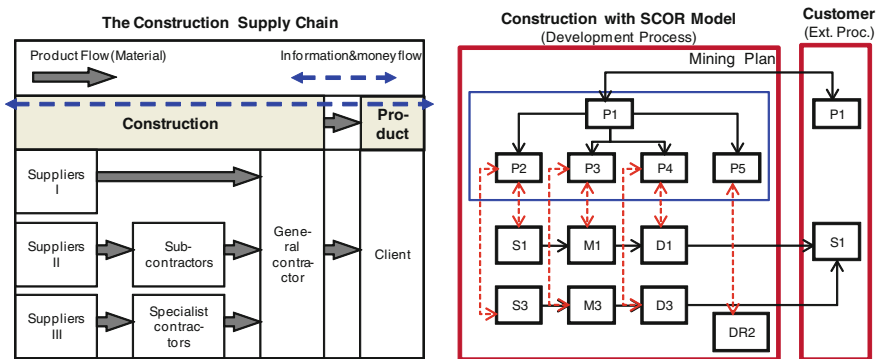 The Construction Supply Chain
Product Flow(Material)
Information&money flow
Construction
Pro-
duct
Suppliers
I
Suppliers
II
Sub-
contractors
Suppliers
III
Specialist
contrac-
tors
Gene-
ral
contra-
ctor
Client
Construction with SCOR Model
(Development Process)
Mining Plan
P1
P2
P3
P4
P5
S1
M1
D1
S3
M3
D3
DR2
Customer
(Ext. Proc.)
P1
S1